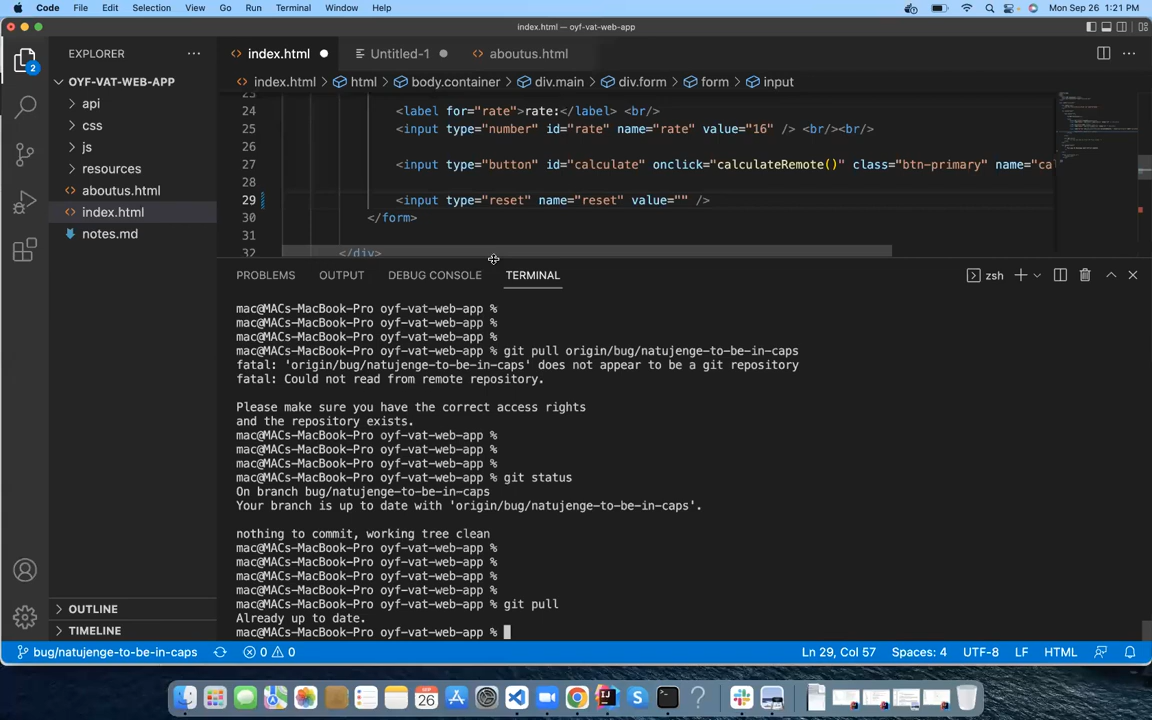 Code File Edit Selection View Go Run Terminal Window Help Mon Sep 26 1:21 PM
index.html — oyf-vat-web-app
EXPLORER ...
index.html Untitled-1 aboutus.html
2
OYF-VAT-WEB-APP
index.html > html > body.container > div.main > div.form > form > input
api
css
js
resources
aboutus.html
index.html
notes.md
23
24 <label for="rate">rate:</label> <br/>
25 <input type="number" id="rate" name="rate" value="16" /> <br/><br/>
26
27 <input type="button" id="calculate" onclick="calculateRemote()" class="btn-primary" name="cal
28
29 <input type="reset" name="reset" value="" />
30 </form>
31
32 </div>
PROBLEMS OUTPUT DEBUG CONSOLE TERMINAL zsh
mac@MACs-MacBook-Pro oyf-vat-web-app %
mac@MACs-MacBook-Pro oyf-vat-web-app %
mac@MACs-MacBook-Pro oyf-vat-web-app %
mac@MACs-MacBook-Pro oyf-vat-web-app % git pull origin/bug/natujenge-to-be-in-caps
fatal: 'origin/bug/natujenge-to-be-in-caps' does not appear to be a git repository
fatal: Could not read from remote repository.
Please make sure you have the correct access rights
and the repository exists.
mac@MACs-MacBook-Pro oyf-vat-web-app %
mac@MACs-MacBook-Pro oyf-vat-web-app %
mac@MACs-MacBook-Pro oyf-vat-web-app %
mac@MACs-MacBook-Pro oyf-vat-web-app % git status
On branch bug/natujenge-to-be-in-caps
Your branch is up to date with 'origin/bug/natujenge-to-be-in-caps'.
nothing to commit, working tree clean
mac@MACs-MacBook-Pro oyf-vat-web-app %
mac@MACs-MacBook-Pro oyf-vat-web-app %
mac@MACs-MacBook-Pro oyf-vat-web-app %
mac@MACs-MacBook-Pro oyf-vat-web-app %
mac@MACs-MacBook-Pro oyf-vat-web-app % git pull
Already up to date.
mac@MACs-MacBook-Pro oyf-vat-web-app %
OUTLINE
TIMELINE
bug/natujenge-to-be-in-caps 0 0 Ln 29, Col 57 Spaces: 4 UTF-8 LF HTML
SEP
26